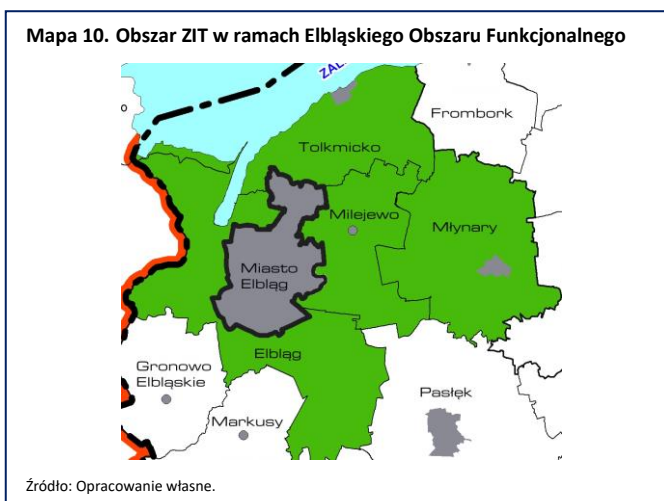 Mapa 10. Obszar ZIT w ramach Elbląskiego Obszaru Funkcjonalnego
Frombork
Tolkmicko
Milejewo
Młynary
Miasto
Elbląg
Elbląg
Gronowo
Elbląskie
Pasłęk
Markusy
Źródło: Opracowanie własne.